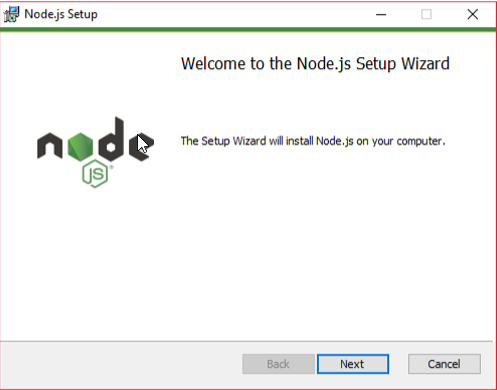 Node.js Setup
Welcome to the Node.js Setup Wizard
The Setup Wizard will install Node.js on your computer.
node
JS
Back
Next
Cancel